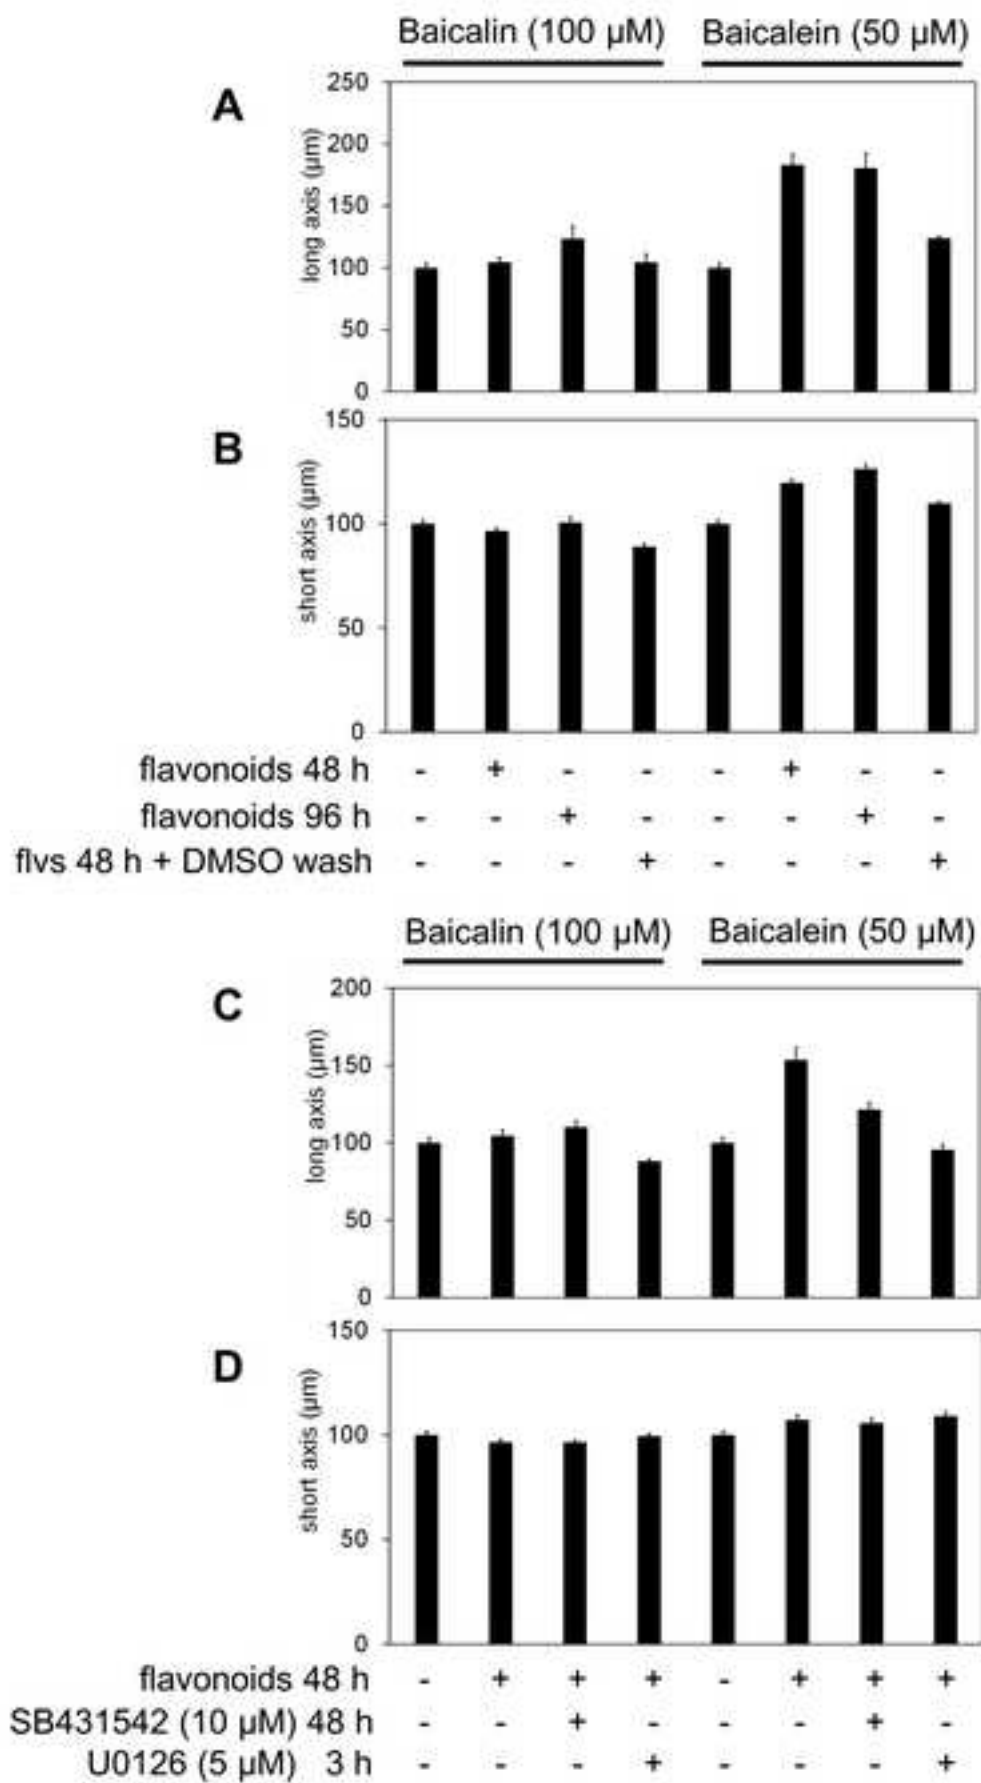 Baicalin (100 µM) Baicalein (50 µM)
A
long axis (µm)
250
200
150
100
50
0
B
short axis (µm)
150
100
50
0
flavonoids 48 h - + - - - + - -
flavonoids 96 h - - + - - - + -
flvs 48 h + DMSO wash - - - + - - - +
Baicalin (100 µM) Baicalein (50 µM)
C
long axis (µm)
200
150
100
50
0
D
short axis (µm)
150
100
50
0
flavonoids 48 h - + + + - + + +
SB431542 (10 µM) 48 h - - + - - - + -
U0126 (5 µM) 3 h - - - + - - - +